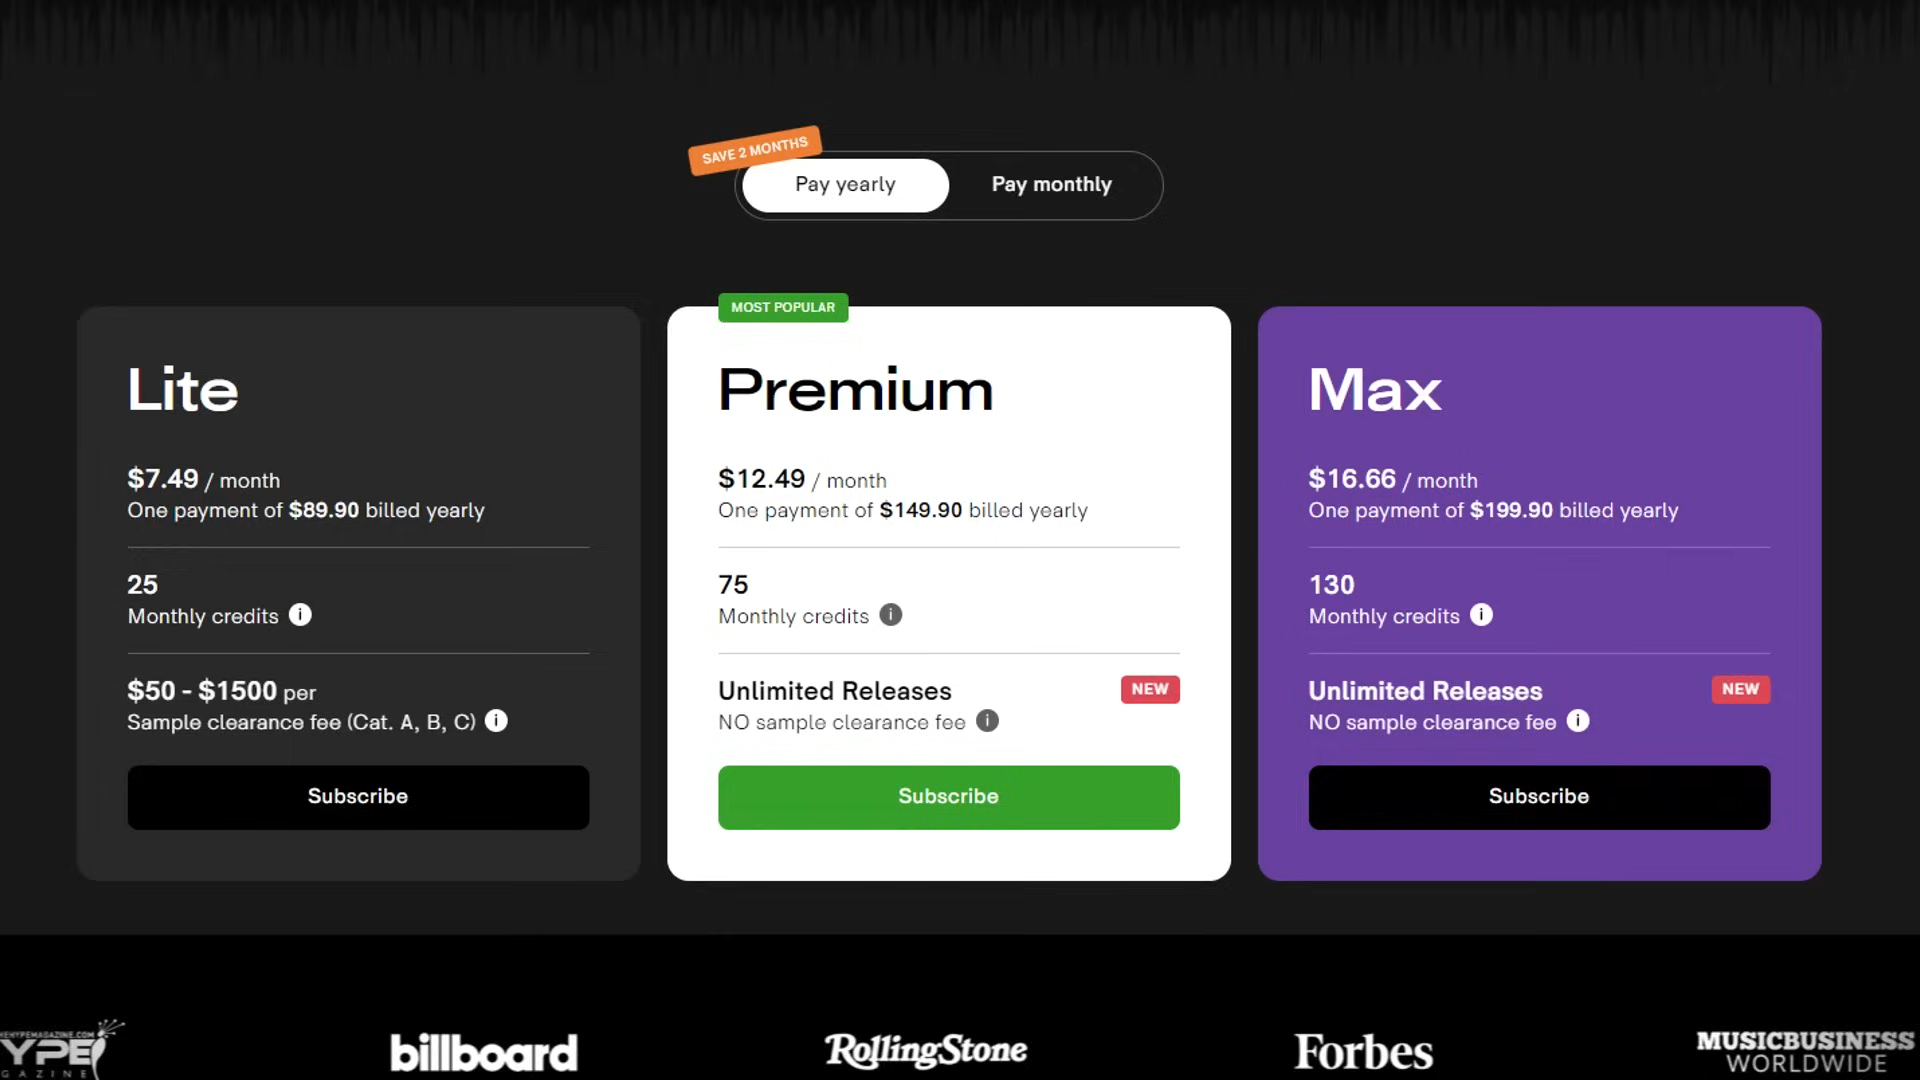 SAVE 2 MONTHS
Pay yearly
Pay monthly
Lite
$7.49 / month
One payment of $89.90 billed yearly
25
Monthly credits i
$50 - $1500 per
Sample clearance fee (Cat. A, B, C) i
Subscribe
MOST POPULAR
Premium
$12.49 / month
One payment of $149.90 billed yearly
75
Monthly credits i
Unlimited Releases NEW
NO sample clearance fee i
Subscribe
Max
$16.66 / month
One payment of $199.90 billed yearly
130
Monthly credits i
Unlimited Releases NEW
NO sample clearance fee i
Subscribe
YPE
GAZINE
billboard
RollingStone
Forbes
MUSICBUSINESS
WORLDWIDE